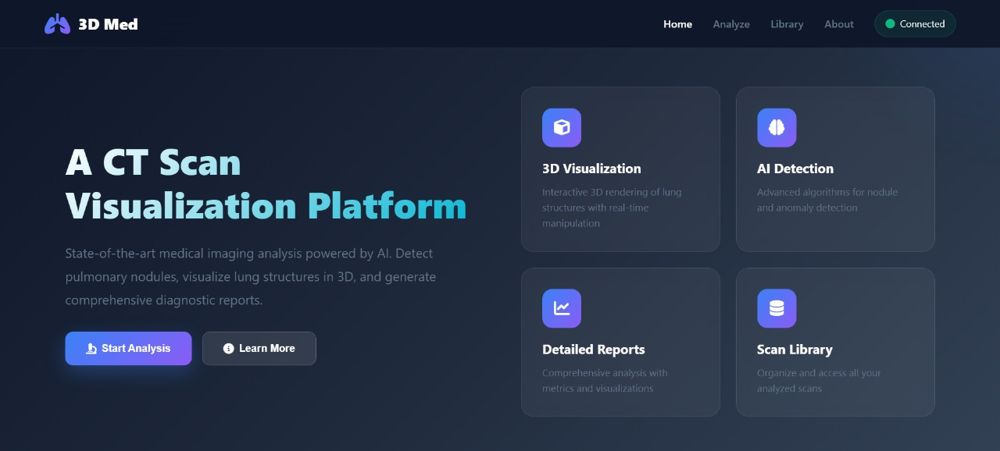 3D Med
Home
Analyze
Library
About
Connected
A CT Scan
Visualization Platform
State-of-the-art medical imaging analysis powered by AI. Detect
pulmonary nodules, visualize lung structures in 3D, and generate
comprehensive diagnostic reports.
Start Analysis
Learn More
3D Visualization
Interactive 3D rendering of lung
structures with real-time
manipulation
AI Detection
Advanced algorithms for nodule
and anomaly detection
Detailed Reports
Comprehensive analysis with
metrics and visualizations
Scan Library
Organize and access all your
analyzed scans